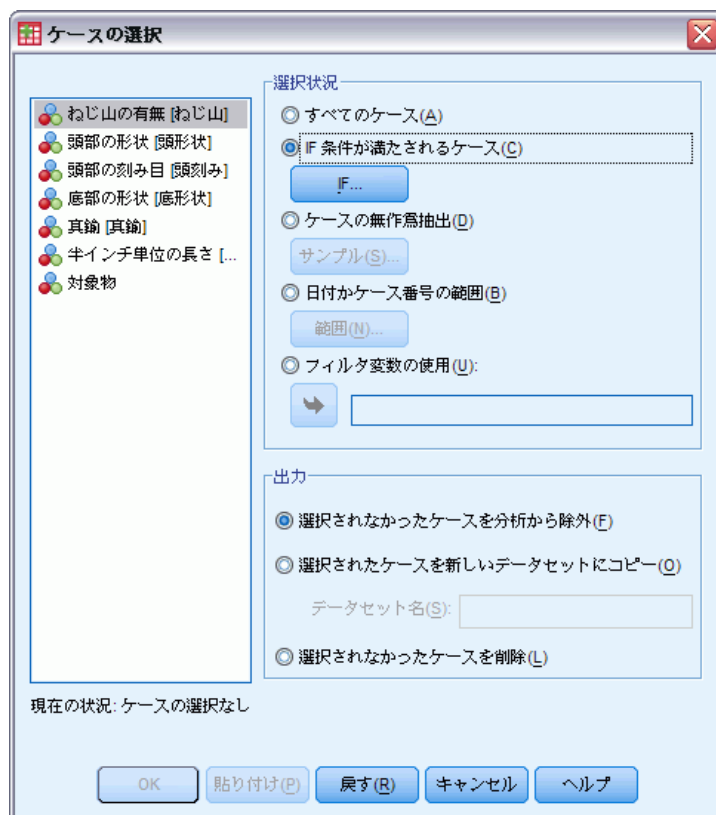 ケースの選択
ねじ山の有無 [ねじ山]
頭部の形状 [頭形状]
頭部の刻み目 [頭刻み]
底部の形状 [底形状]
真鍮 [真鍮]
半インチ単位の長さ [...
対象物
選択状況
すべてのケース(A)
IF 条件が満たされるケース(C)
IF...
ケースの無作為抽出(D)
サンプル(S)...
日付かケース番号の範囲(B)
範囲(N)...
フィルタ変数の使用(U):
出力
選択されなかったケースを分析から除外(F)
選択されたケースを新しいデータセットにコピー(O)
データセット名(S):
選択されなかったケースを削除(L)
現在の状況: ケースの選択なし
OK 貼り付け(P) 戻す(R) キャンセル ヘルプ